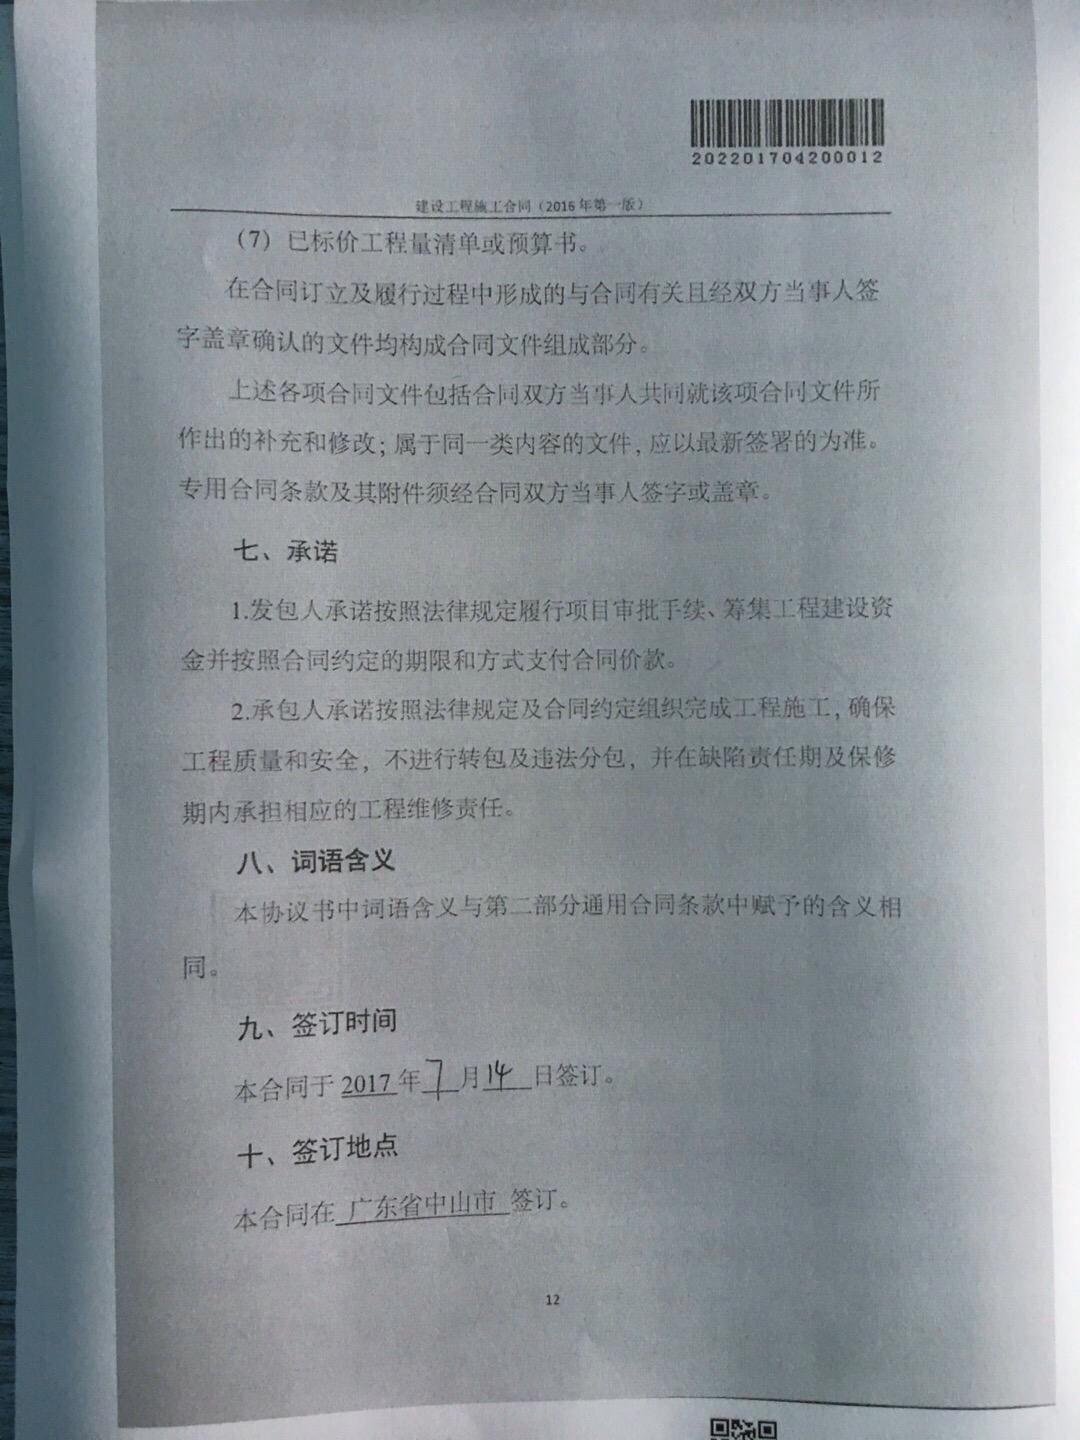 202201704200012
建设工程施工合同（2016年第一版）
（7）已标价工程量清单或预算书。
在合同订立及履行过程中形成的与合同有关且经双方当事人签
字盖章确认的文件均构成合同文件组成部分。
上述各项合同文件包括合同双方当事人共同就该项合同文件所
作出的补充和修改；属于同一类内容的文件，应以最新签署的为准。
专用合同条款及其附件须经合同双方当事人签字或盖章。
七、承诺
1.发包人承诺按照法律规定履行项目审批手续、筹集工程建设资
金并按照合同约定的期限和方式支付合同价款。
2.承包人承诺按照法律规定及合同约定组织完成工程施工，确保
工程质量和安全，不进行转包及违法分包，并在缺陷责任期及保修
期内承担相应的工程维修责任。
八、词语含义
本协议书中词语含义与第二部分通用合同条款中赋予的含义相
同。
九、签订时间
本合同于 2017 年 7 月 14 日签订。
十、签订地点
本合同在 广东省中山市 签订。
12